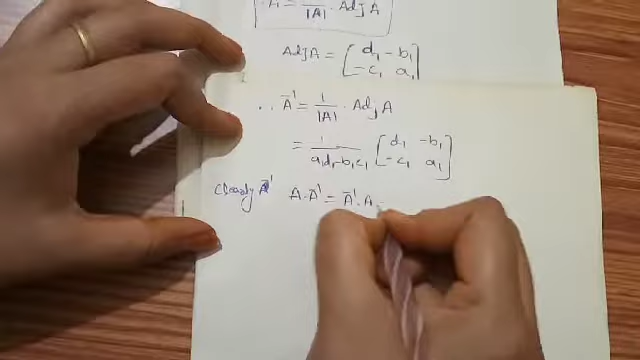 A = 1/|A| . Adj A
Adj A = [d₁ -b₁
-c₁ a₁]
∴ A⁻¹ = 1/|A| . Adj A
= 1/(a₁d₁-b₁c₁) [d₁ -b₁
-c₁ a₁]
Clearly A⁻¹ A.A⁻¹ = A⁻¹.A =